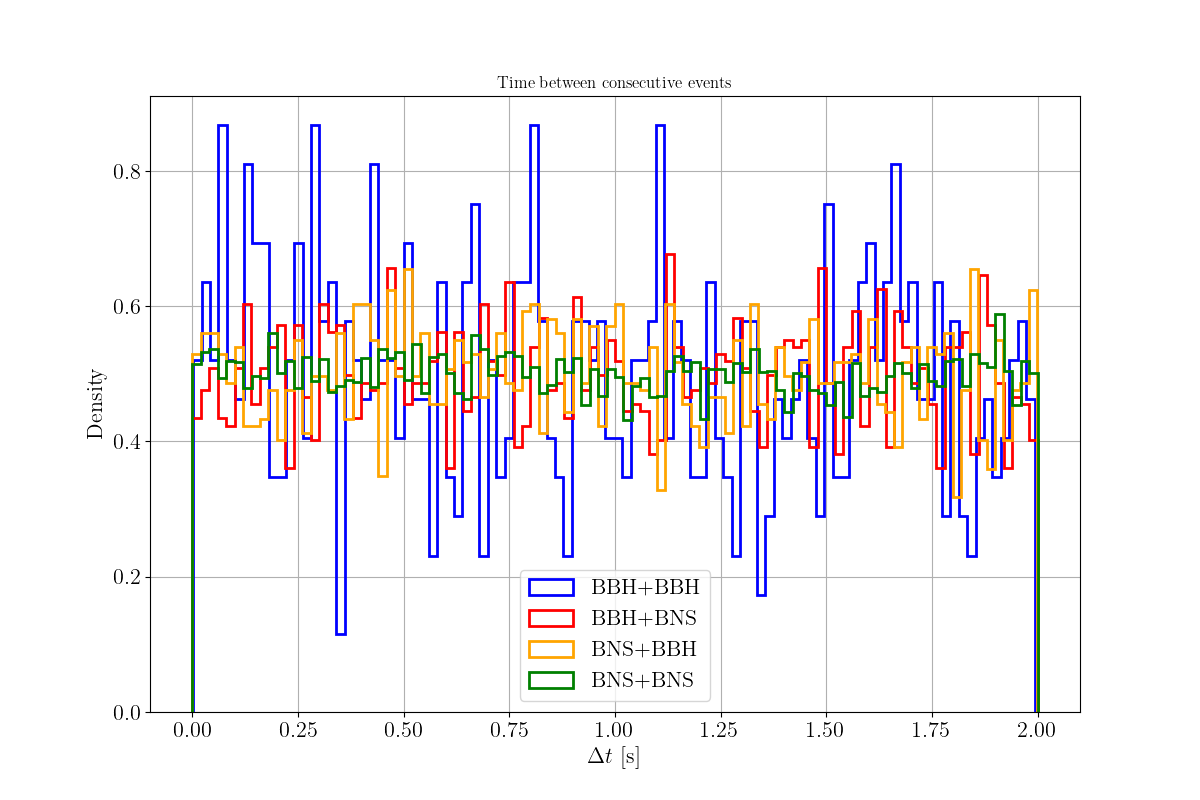 Time between consecutive events
Density
0.8
0.6
0.4
0.2
0.0
BBH+BBH
BBH+BNS
BNS+BBH
BNS+BNS
0.00 0.25 0.50 0.75 1.00 1.25 1.50 1.75 2.00
Δt [s]